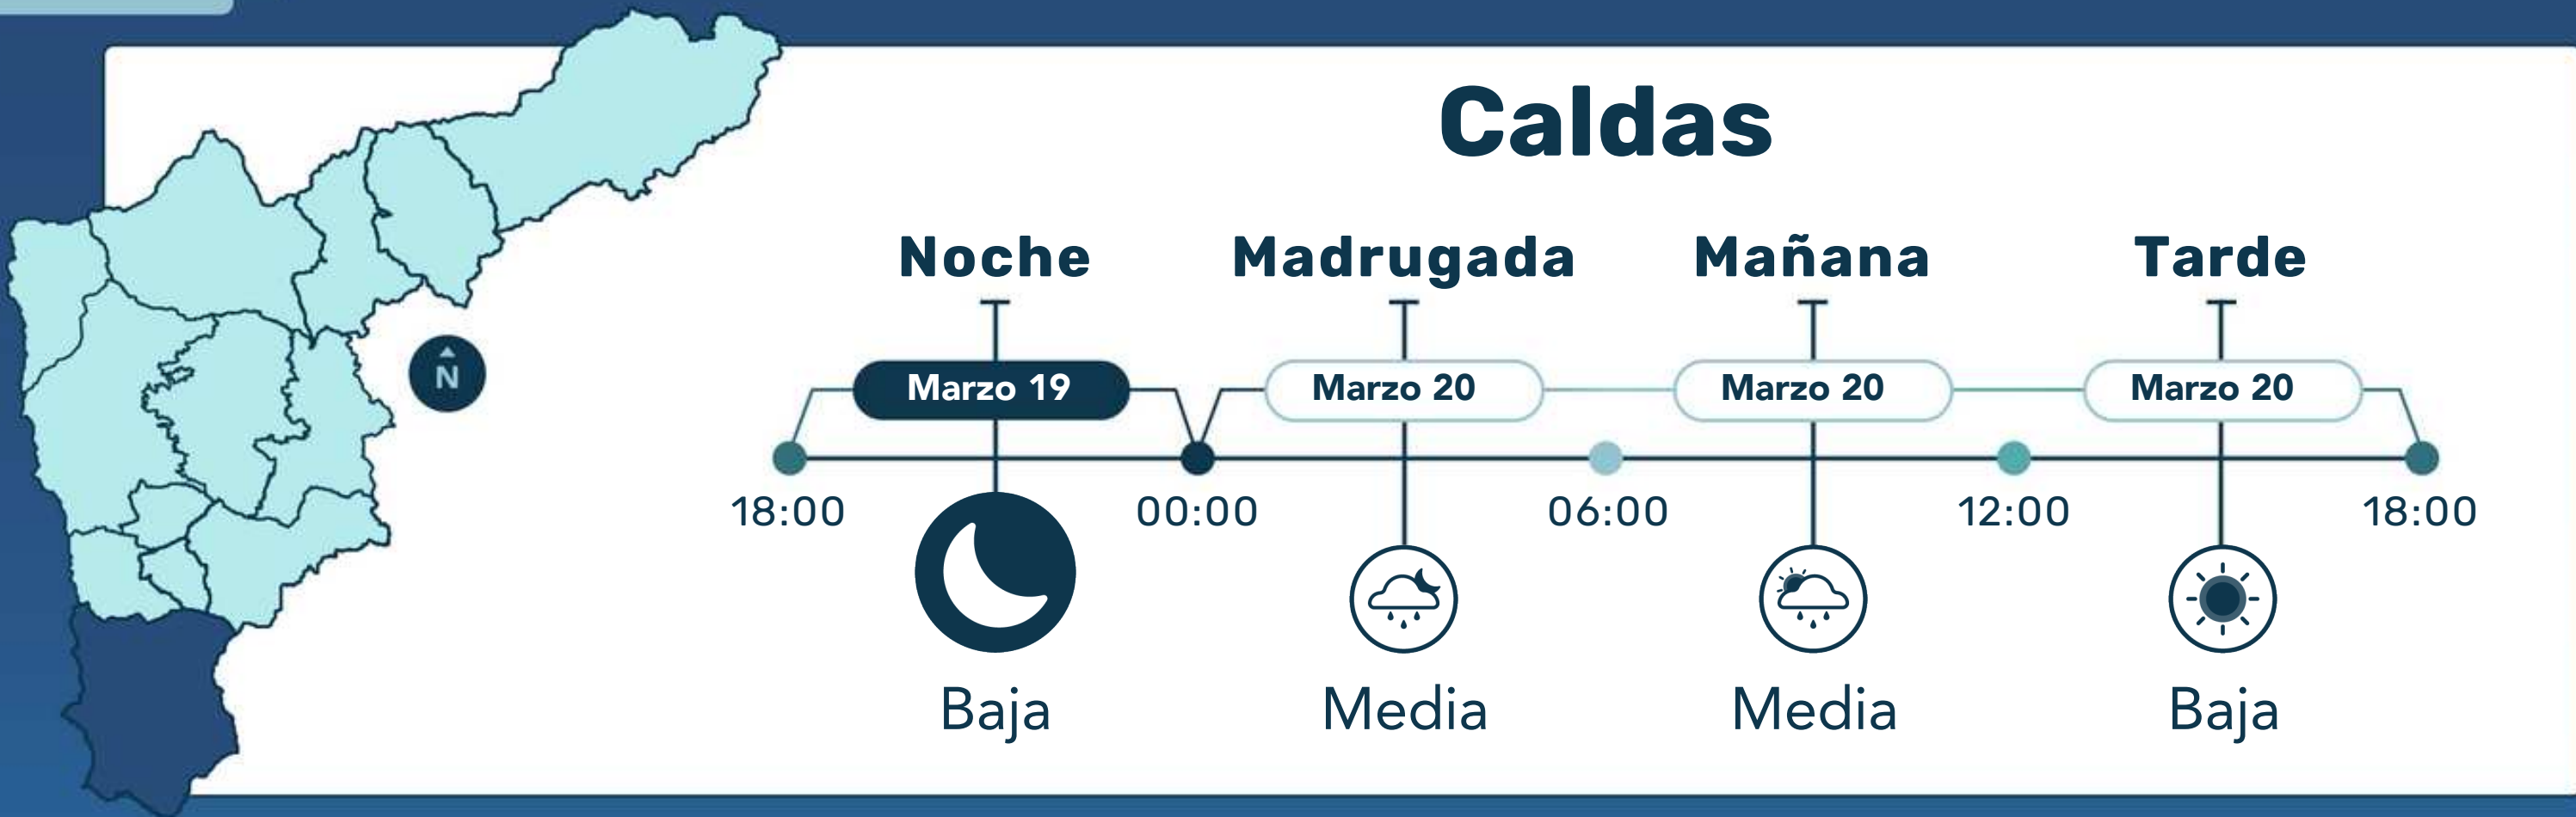 Caldas
Noche Madrugada Mañana Tarde
Marzo 19 Marzo 20 Marzo 20 Marzo 20
N
18:00 00:00 06:00 12:00 18:00
Baja Media Media Baja